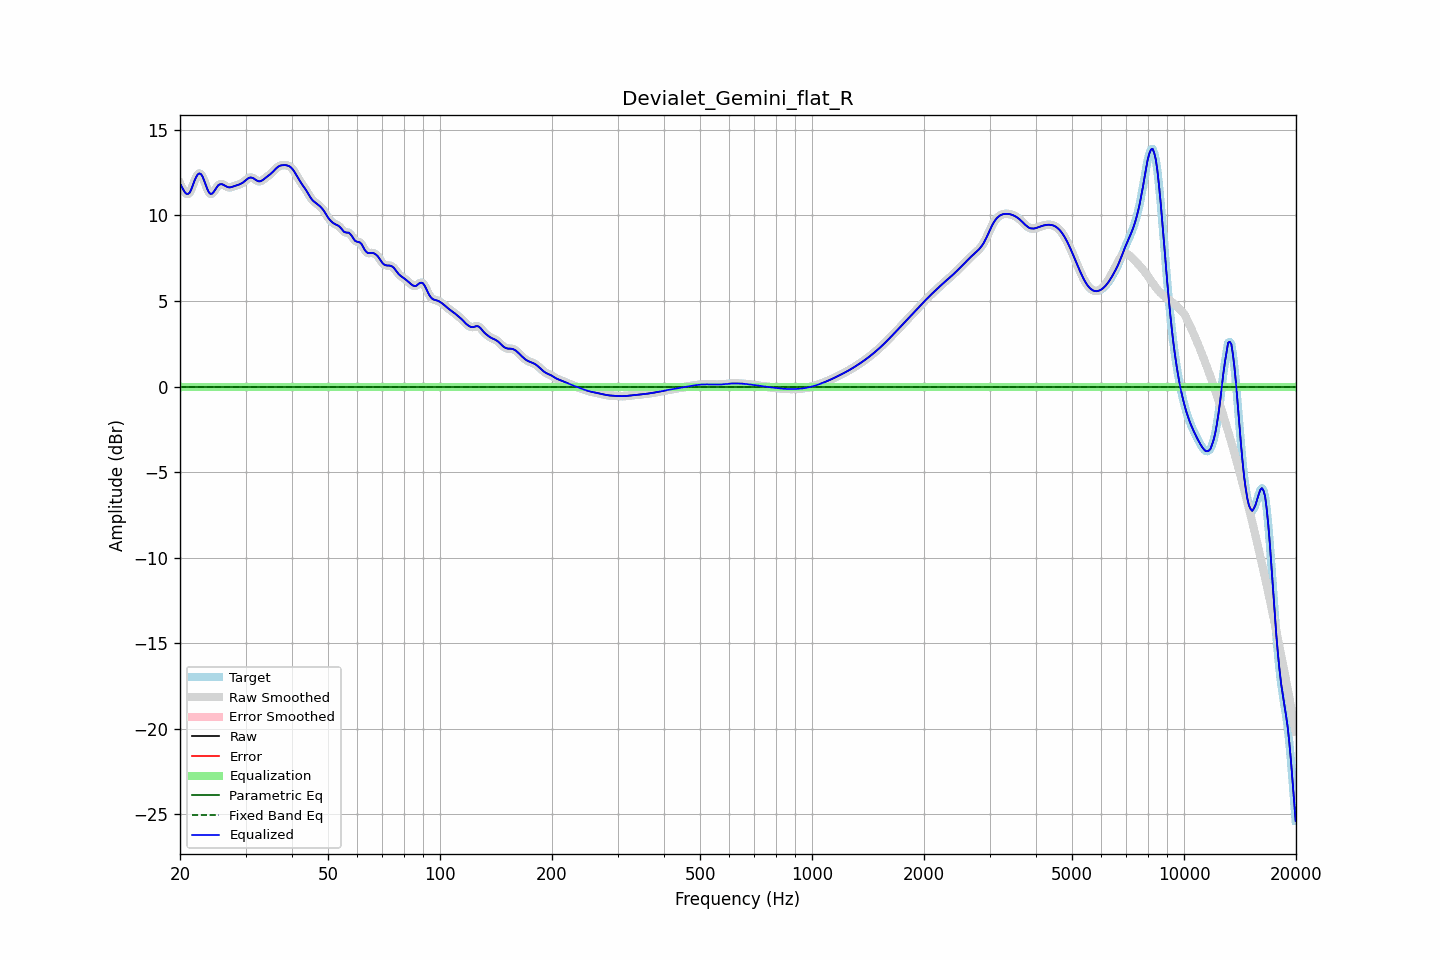 Devialet_Gemini_flat_R
Amplitude (dBr)
15
10
5
0
−5
−10
−15
−20
−25
Target
Raw Smoothed
Error Smoothed
Raw
Error
Equalization
Parametric Eq
Fixed Band Eq
Equalized
20 50 100 200 500 1000 2000 5000 10000 20000
Frequency (Hz)